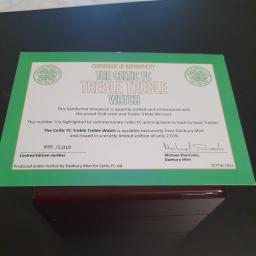 CERTIFICATE OF AUTHENTICITY
THE CELTIC FC
TREBLE TREBLE
WATCH
This handsome timepiece is expertly crafted and emblazoned with
the proud Club crest and Treble Treble Winners.
The number 9 is highlighted to commemorate Celtic FC winning back-to-back-to-back Trebles.
The Celtic FC Treble Treble Watch is available exclusively from Danbury Mint
and issued in a strictly limited edition of only 2,019.
845 /2,019
Limited Edition number
Michael Sharrocks,
Danbury Mint
Produced under licence by Danbury Mint for Celtic FC Ltd